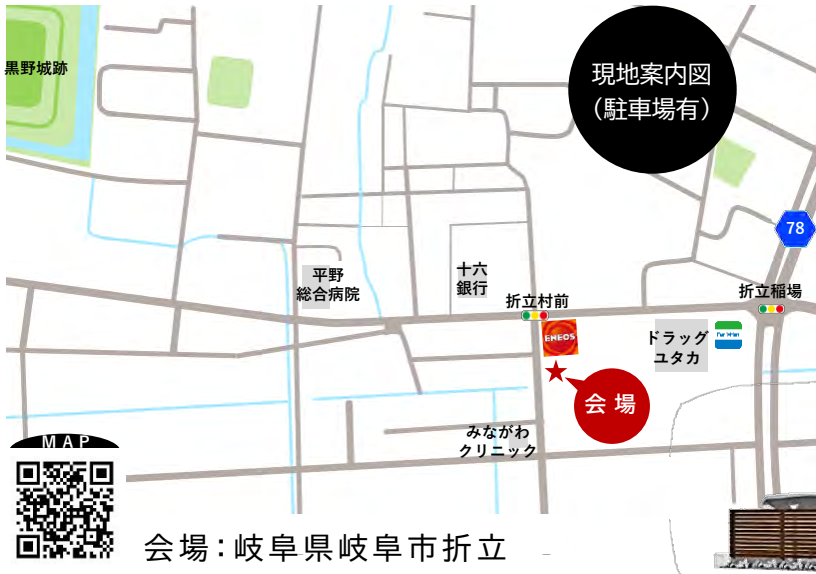 現地案内図
(駐車場有)
黒野城跡
78
平野
総合病院
十六
銀行
折立村前
折立稲場
ENEOS
ドラッグ
ユタカ
FamilyMart
会場
みながわ
クリニック
MAP
会場:岐阜県岐阜市折立